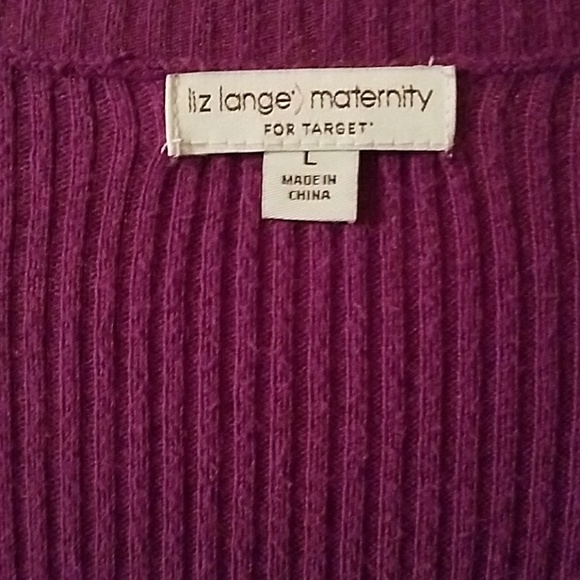 liz lange) maternity
FOR TARGET
L
MADE IN
CHINA